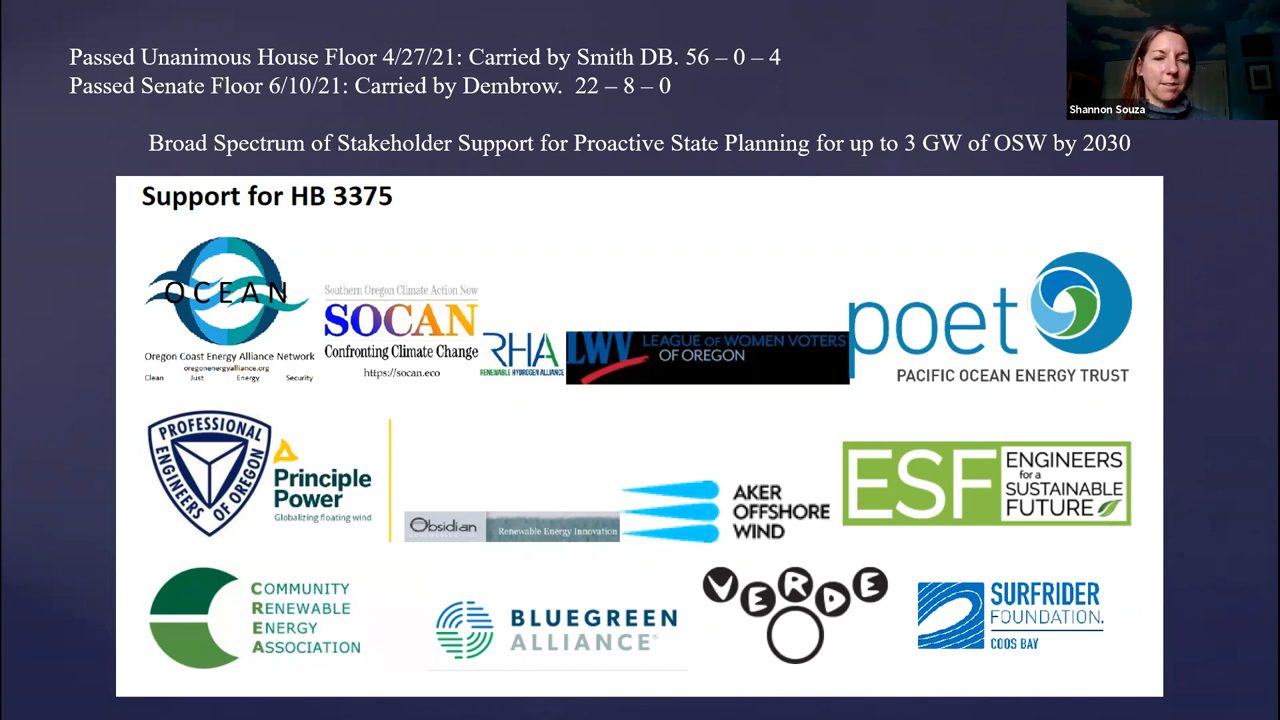 Passed Unanimous House Floor 4/27/21: Carried by Smith DB. 56 – 0 – 4
Passed Senate Floor 6/10/21: Carried by Dembrow. 22 – 8 – 0
Shannon Souza
Broad Spectrum of Stakeholder Support for Proactive State Planning for up to 3 GW of OSW by 2030
Support for HB 3375
OCEAN
Oregon Coast Energy Alliance Network
oregonenergyalliance.org
Clean Just Energy Security
Southern Oregon Climate Action Now
SOCAN
Confronting Climate Change
https://socan.eco
RHA
RENEWABLE HYDROGEN ALLIANCE
LWV LEAGUE OF WOMEN VOTERS
OF OREGON
poet
PACIFIC OCEAN ENERGY TRUST
PROFESSIONAL
ENGINEERS OF OREGON
Principle
Power
Globalizing floating wind
Obsidian
Renewable Energy Innovation
AKER
OFFSHORE
WIND
ESF
ENGINEERS
for a
SUSTAINABLE
FUTURE
COMMUNITY
RENEWABLE
ENERGY
ASSOCIATION
BLUEGREEN
ALLIANCE®
VERDE
SURFRIDER
FOUNDATION.
COOS BAY